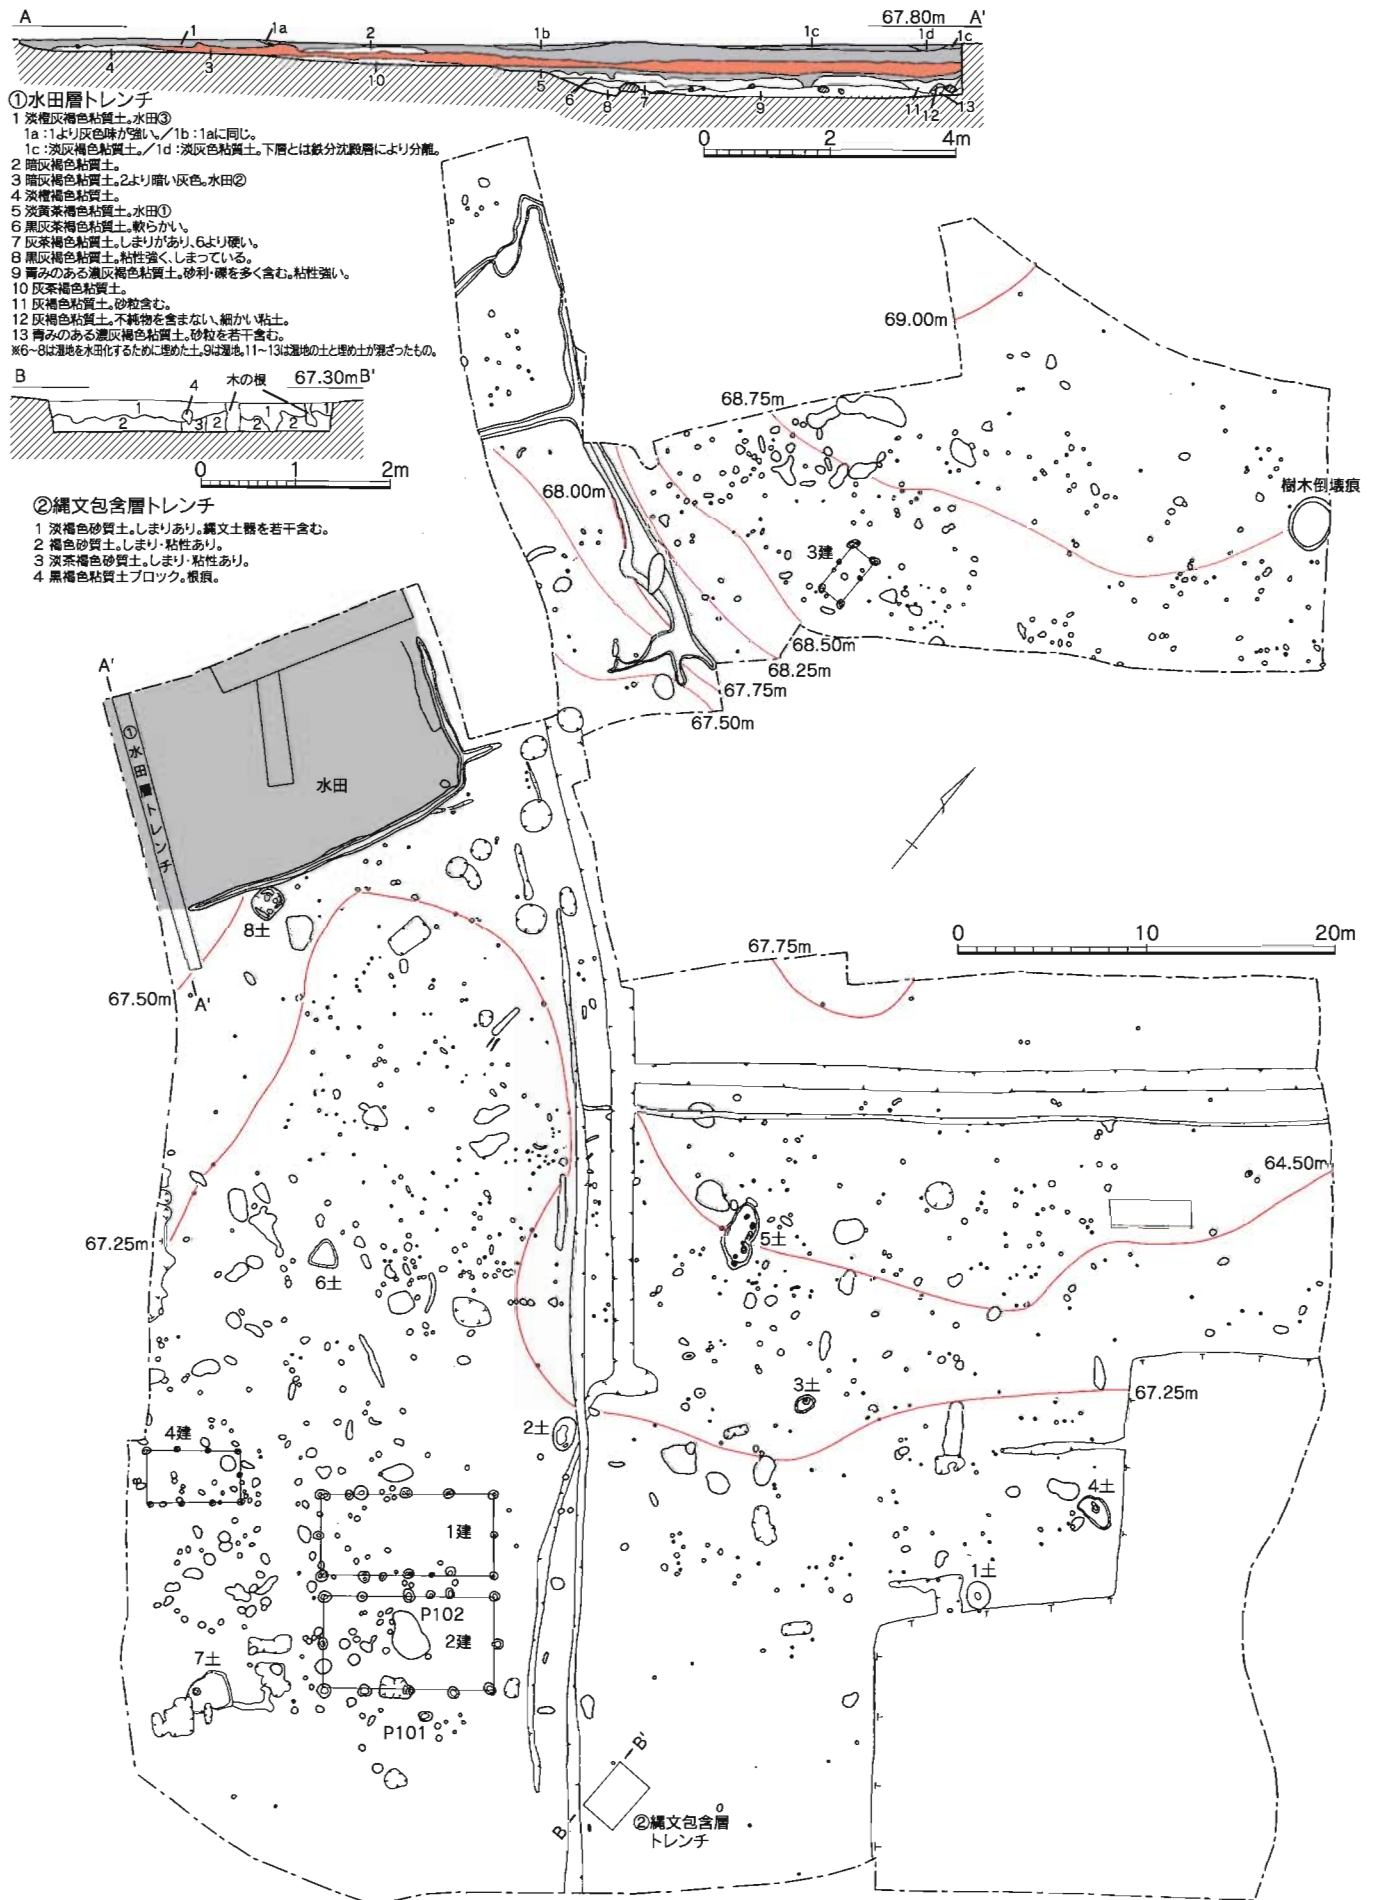 A
1
1a
2
1b
1c
67.80m
A'
1d
1c
4
3
10
5
6
8
7
9
11
12
13
0
2
4m
①水田層トレンチ
1 淡橙灰褐色粘質土。水田③
1a：1より灰色味が強い。／1b：1aに同じ。
1c：淡灰褐色粘質土。／1d：淡灰色粘質土。下層とは鉄分沈殿層により分離。
2 暗灰褐色粘質土。
3 暗灰褐色粘質土。2より暗い灰色。水田②
4 淡橙褐色粘質土。
5 淡黄茶褐色粘質土。水田①
6 黒灰茶褐色粘質土。軟らかい。
7 灰茶褐色粘質土。しまりがあり、6より硬い。
8 黒灰褐色粘質土。粘性強く、しまっている。
9 青みのある濃灰褐色粘質土。砂利・礫を多く含む。粘性強い。
10 灰茶褐色粘質土。
11 灰褐色粘質土。砂粒含む。
12 灰褐色粘質土。不純物を含まない、細かい粘土。
13 青みのある濃灰褐色粘質土。砂粒を若干含む。
※6~8は湿地を水田化するために埋めた土。9は湿地。11~13は湿地の土と埋め土が混ざったもの。
B
4
木の根
67.30m
B'
1
1
1
2
3
2
2
2
0
1
2m
②縄文包含層トレンチ
1 淡褐色砂質土。しまりあり。縄文土器を若干含む。
2 褐色砂質土。しまり・粘性あり。
3 淡茶褐色砂質土。しまり・粘性あり。
4 黒褐色粘質土ブロック。根痕。
69.00m
68.75m
68.00m
樹木倒壊痕
3建
68.50m
68.25m
67.75m
67.50m
A'
①水田層トレンチ
水田
8土
67.50m
A'
0
10
20m
67.75m
64.50m
67.25m
6土
5土
3土
67.25m
2土
4建
4土
1建
1土
P102
2建
7土
P101
B'
B
②縄文包含層
トレンチ